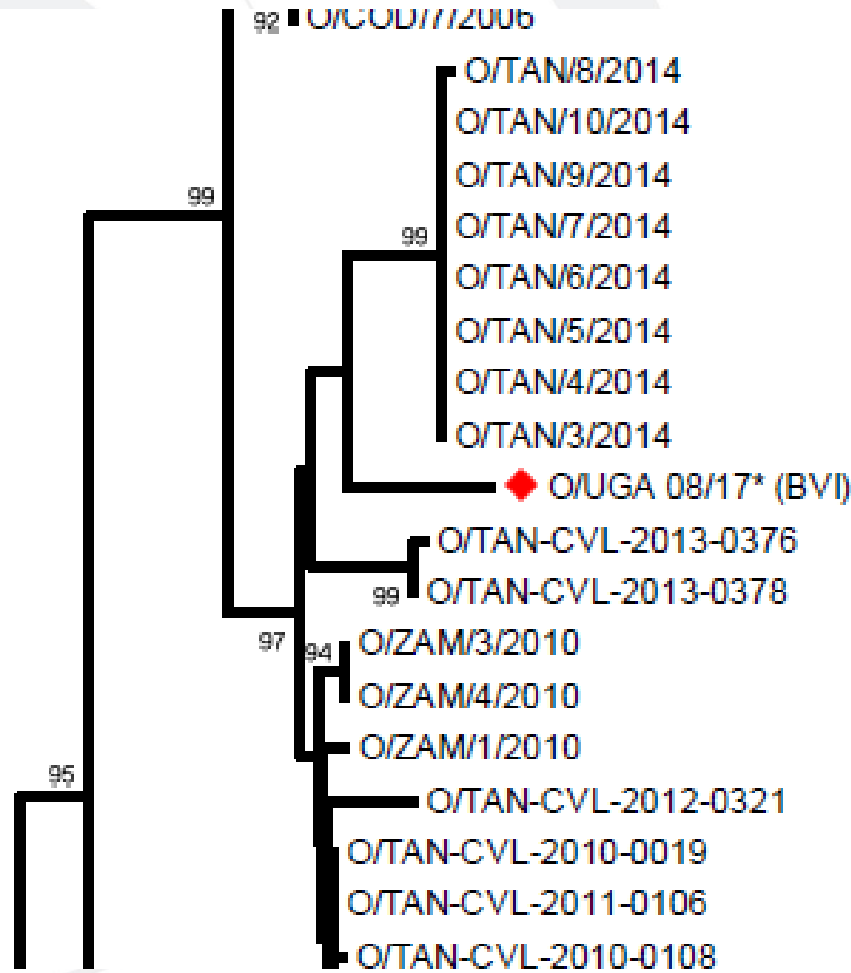 92 O/COD/7/2006
O/TAN/8/2014
O/TAN/10/2014
O/TAN/9/2014
99
O/TAN/7/2014
99
O/TAN/6/2014
O/TAN/5/2014
O/TAN/4/2014
O/TAN/3/2014
O/UGA 08/17* (BVI)
O/TAN-CVL-2013-0376
99 O/TAN-CVL-2013-0378
97 94 O/ZAM/3/2010
O/ZAM/4/2010
O/ZAM/1/2010
95
O/TAN-CVL-2012-0321
O/TAN-CVL-2010-0019
O/TAN-CVL-2011-0106
O/TAN-CVL-2010-0108